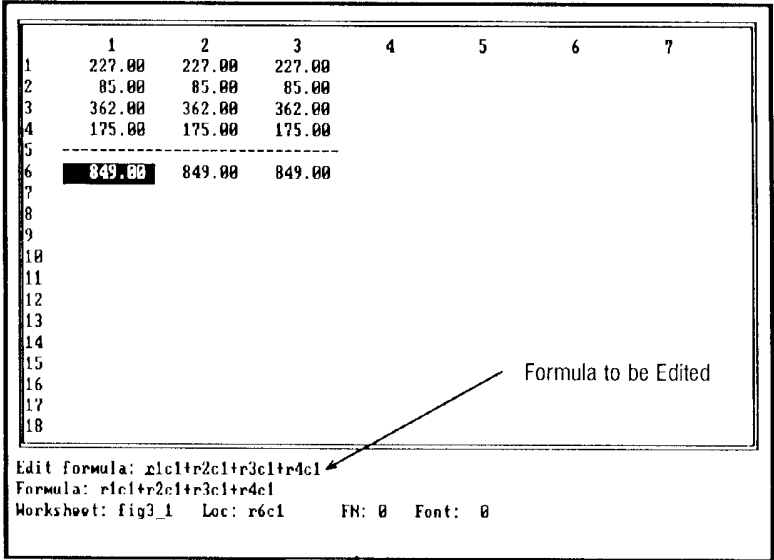 1 2 3 4 5 6 7
1 227.00 227.00 227.00
2 85.00 85.00 85.00
3 362.00 362.00 362.00
4 175.00 175.00 175.00
5 ---------------------------------
6 849.00 849.00 849.00
7
8
9
10
11
12
13
14
15
16
17
18
Formula to be Edited
Edit formula: r1c1+r2c1+r3c1+r4c1
Formula: r1c1+r2c1+r3c1+r4c1
Worksheet: fig3_1 Loc: r6c1 FN: 0 Font: 0